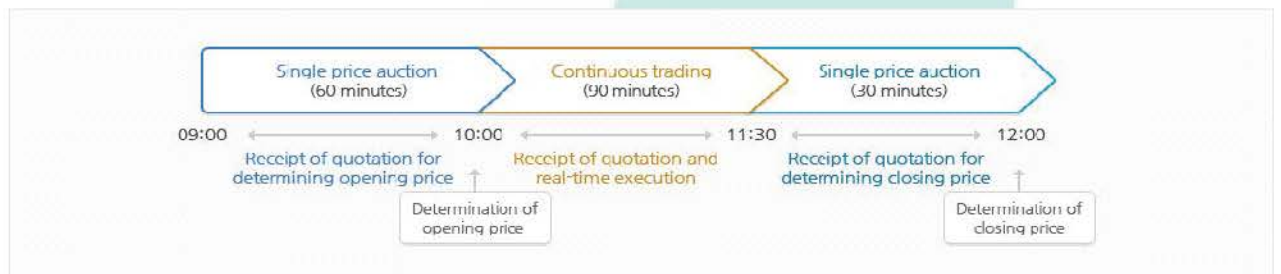 Single price auction
(60 minutes)
Continuous trading
(90 minutes)
Single price auction
(30 minutes)
09:00
10:00
11:30
12:00
Receipt of quotation for
determining opening price
Receipt of quotation and
real-time execution
Receipt of quotation for
determining closing price
Determination of
opening price
Determination of
closing price